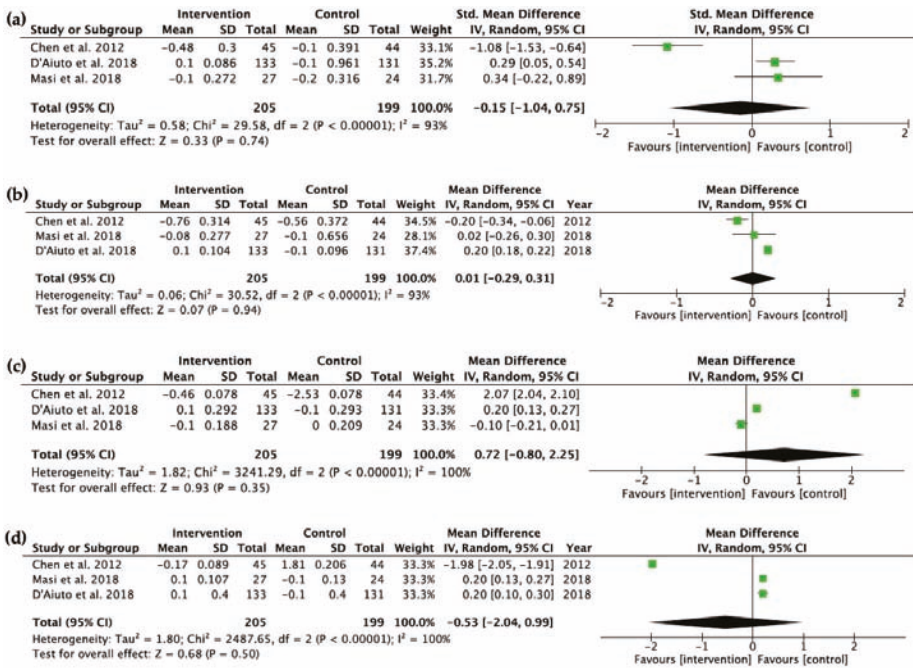 (a) Intervention Control Std. Mean Difference Std. Mean Difference
Study or Subgroup Mean SD Total Mean SD Total Weight IV, Random, 95% CI IV, Random, 95% CI
Chen et al. 2012 -0.48 0.3 45 -0.1 0.391 44 33.1% -1.08 [-1.53, -0.64]
D'Aiuto et al. 2018 0.1 0.086 133 -0.1 0.961 131 35.2% 0.29 [0.05, 0.54]
Masi et al. 2018 -0.1 0.272 27 -0.2 0.316 24 31.7% 0.34 [-0.22, 0.89]
Total (95% CI) 205 199 100.0% -0.15 [-1.04, 0.75]
Heterogeneity: Tau² = 0.58; Chi² = 29.58, df = 2 (P < 0.00001); I² = 93%
Test for overall effect: Z = 0.33 (P = 0.74)
-2 -1 0 1 2
Favours [intervention] Favours [control]
(b) Intervention Control Mean Difference Mean Difference
Study or Subgroup Mean SD Total Mean SD Total Weight IV, Random, 95% CI Year IV, Random, 95% CI
Chen et al. 2012 -0.76 0.314 45 -0.56 0.372 44 34.5% -0.20 [-0.34, -0.06] 2012
Masi et al. 2018 -0.08 0.277 27 -0.1 0.656 24 28.1% 0.02 [-0.26, 0.30] 2018
D'Aiuto et al. 2018 0.1 0.104 133 -0.1 0.096 131 37.4% 0.20 [0.18, 0.22] 2018
Total (95% CI) 205 199 100.0% 0.01 [-0.29, 0.31]
Heterogeneity: Tau² = 0.06; Chi² = 30.52, df = 2 (P < 0.00001); I² = 93%
Test for overall effect: Z = 0.07 (P = 0.94)
-2 -1 0 1 2
Favours [intervention] Favours [control]
(c) Intervention Control Mean Difference Mean Difference
Study or Subgroup Mean SD Total Mean SD Total Weight IV, Random, 95% CI IV, Random, 95% CI
Chen et al. 2012 -0.46 0.078 45 -2.53 0.078 44 33.4% 2.07 [2.04, 2.10]
D'Aiuto et al. 2018 0.1 0.292 133 -0.1 0.293 131 33.3% 0.20 [0.13, 0.27]
Masi et al. 2018 -0.1 0.188 27 0 0.209 24 33.3% -0.10 [-0.21, 0.01]
Total (95% CI) 205 199 100.0% 0.72 [-0.80, 2.25]
Heterogeneity: Tau² = 1.82; Chi² = 3241.29, df = 2 (P < 0.00001); I² = 100%
Test for overall effect: Z = 0.93 (P = 0.35)
-2 -1 0 1 2
Favours [intervention] Favours [control]
(d) Intervention Control Mean Difference Mean Difference
Study or Subgroup Mean SD Total Mean SD Total Weight IV, Random, 95% CI Year IV, Random, 95% CI
Chen et al. 2012 -0.17 0.089 45 1.81 0.206 44 33.3% -1.98 [-2.05, -1.91] 2012
Masi et al. 2018 0.1 0.107 27 -0.1 0.13 24 33.3% 0.20 [0.13, 0.27] 2018
D'Aiuto et al. 2018 0.1 0.4 133 -0.1 0.4 131 33.3% 0.20 [0.10, 0.30] 2018
Total (95% CI) 205 199 100.0% -0.53 [-2.04, 0.99]
Heterogeneity: Tau² = 1.80; Chi² = 2487.65, df = 2 (P < 0.00001); I² = 100%
Test for overall effect: Z = 0.68 (P = 0.50)
-2 -1 0 1 2
Favours [intervention] Favours [control]